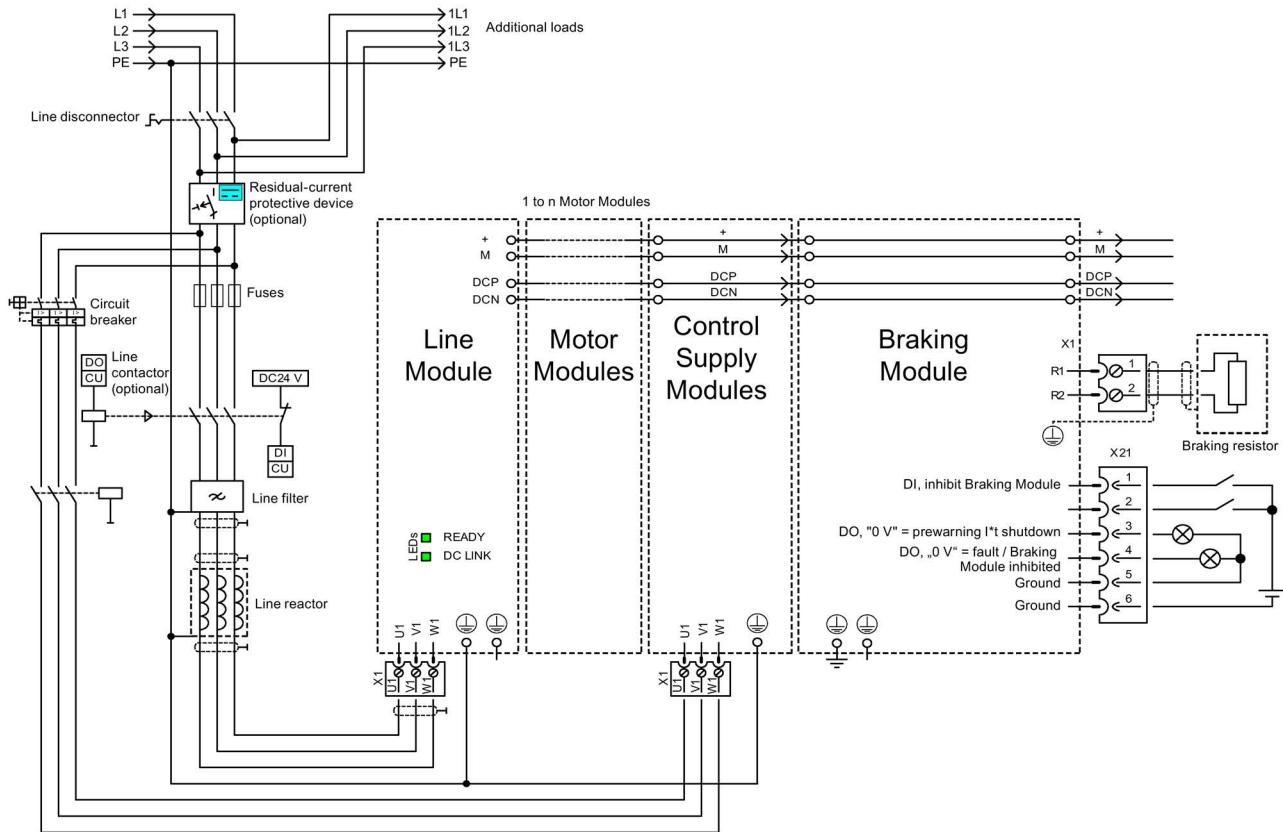 L1
L2
L3
PE
1L1
1L2
1L3
PE
Additional loads
Line disconnector
Residual-current
protective device
(optional)
1 to n Motor Modules
+
M
DCP
DCN
+
M
DCP
DCN
+
M
DCP
DCN
Fuses
Circuit
breaker
I> I> I>
Line
Module
Motor
Modules
Control
Supply
Modules
Braking
Module
DO
CU
Line
contactor
(optional)
DC24 V
DI
CU
X1
R1
R2
1
2
Braking resistor
Line filter
LEDs
READY
DC LINK
X21
DI, inhibit Braking Module
DO, "0 V" = prewarning I*t shutdown
DO, „0 V“ = fault / Braking
Module inhibited
Ground
Ground
1
2
3
4
5
6
Line reactor
U1
V1
W1
X1
U1
V1
W1
U1
V1
W1
X1
U1
V1
W1